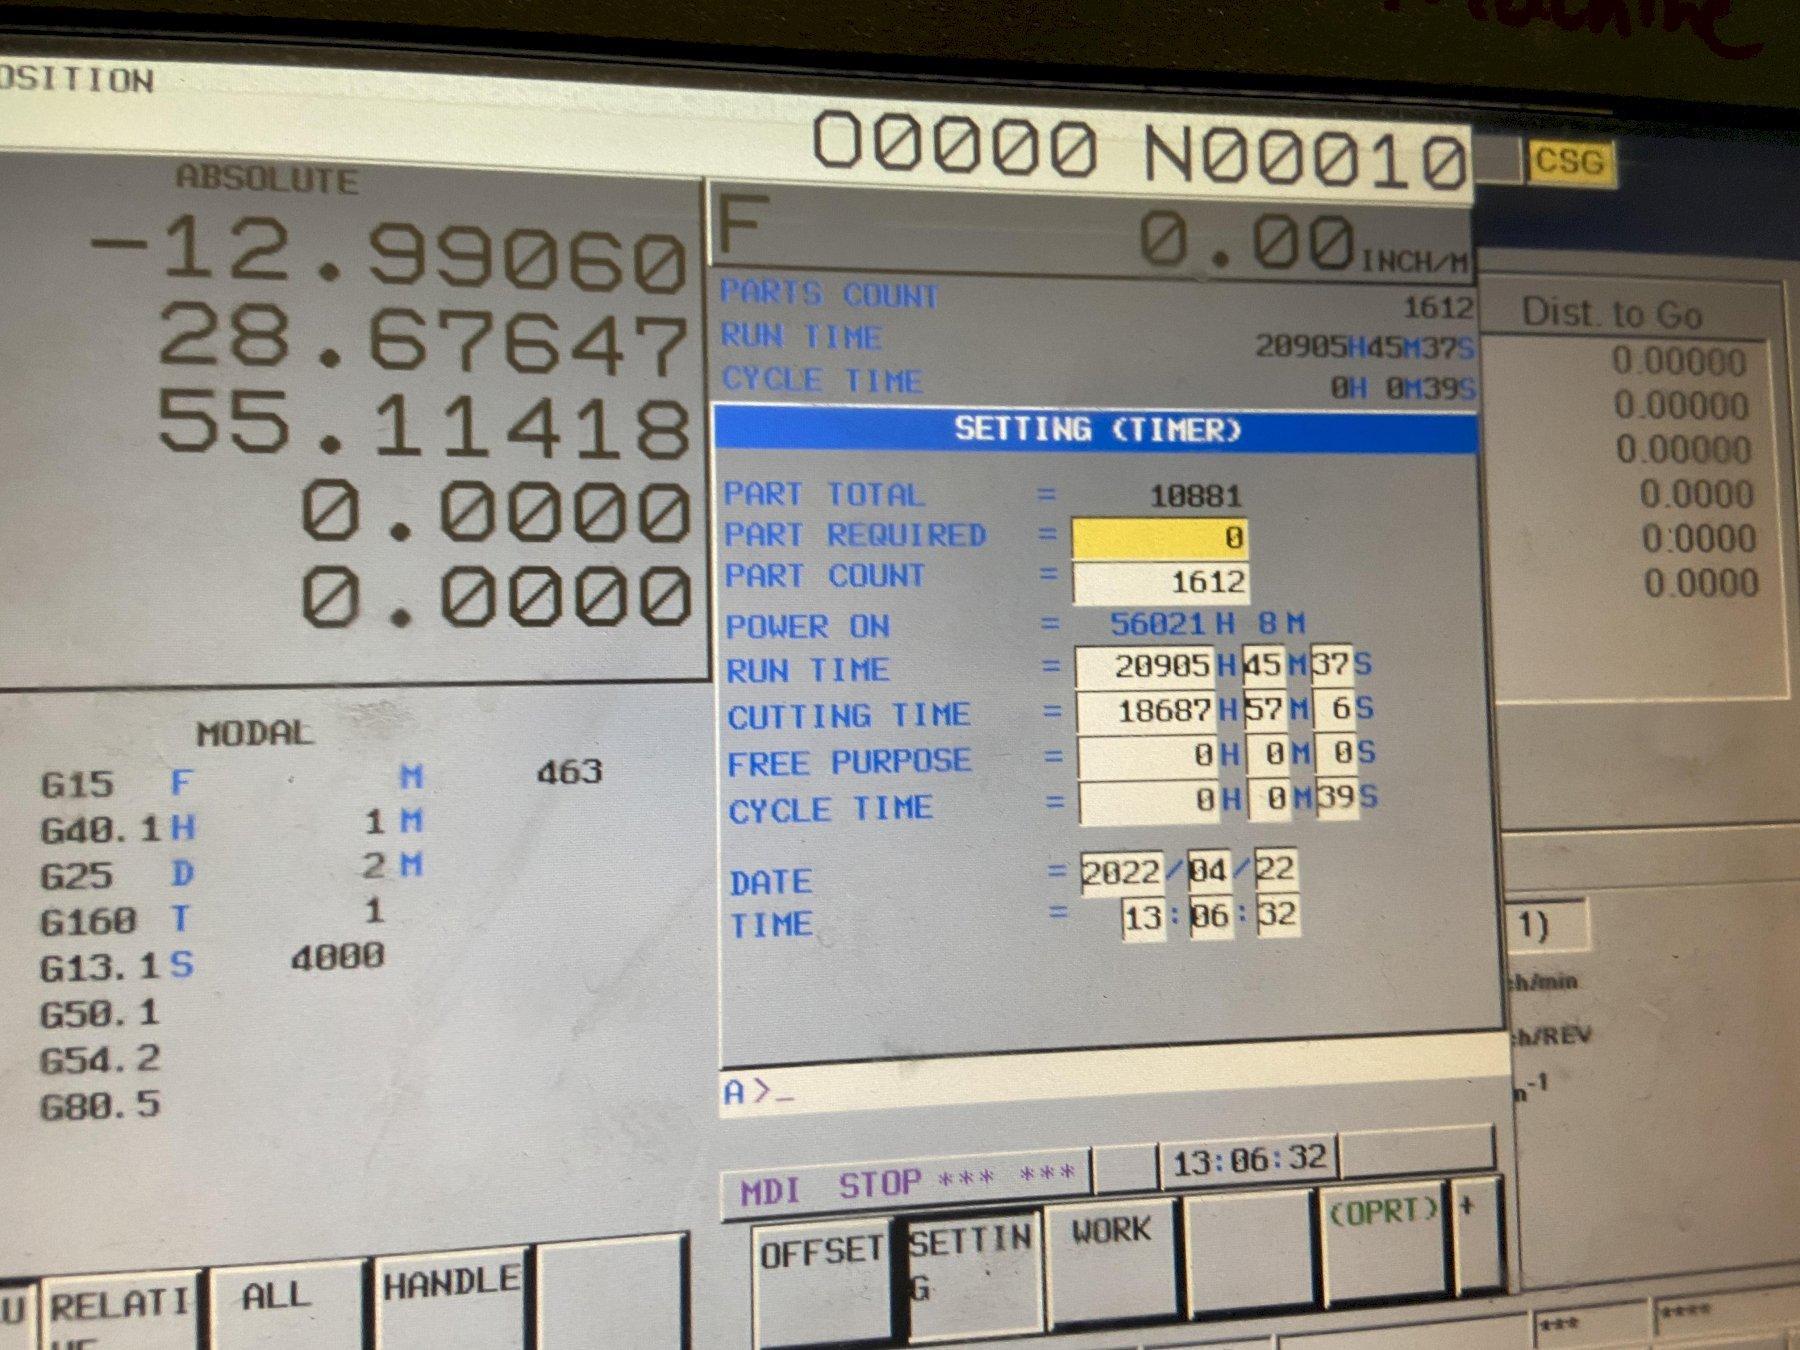 OSITION
O0000 N00010
CSG
ABSOLUTE
-12.99060
28.67647
55.11418
0.0000
0.0000
F 0.00 INCH/M
PARTS COUNT 1612
RUN TIME 20905H45M37S
CYCLE TIME 0H 0M39S
SETTING (TIMER)
PART TOTAL = 10881
PART REQUIRED = 0
PART COUNT = 1612
POWER ON = 56021 H 8 M
RUN TIME = 20905 H 45 M 37 S
CUTTING TIME = 18687 H 57 M 6 S
FREE PURPOSE = 0 H 0 M 0 S
CYCLE TIME = 0 H 0 M 39 S
DATE = 2022/04/22
TIME = 13:06:32
A>_
MDI STOP *** ***
13:06:32
OFFSET
SETTIN
G
WORK
(OPRT)
+
Dist. to Go
0.00000
0.00000
0.00000
0.0000
0.0000
0.0000
1)
h/min
h/REV
-1
MODAL
G15 F M 463
G40.1 H 1 M
G25 D 2 M
G160 T 1
G13.1 S 4000
G50.1
G54.2
G80.5
U
RELATI
ALL
HANDLE
***
****